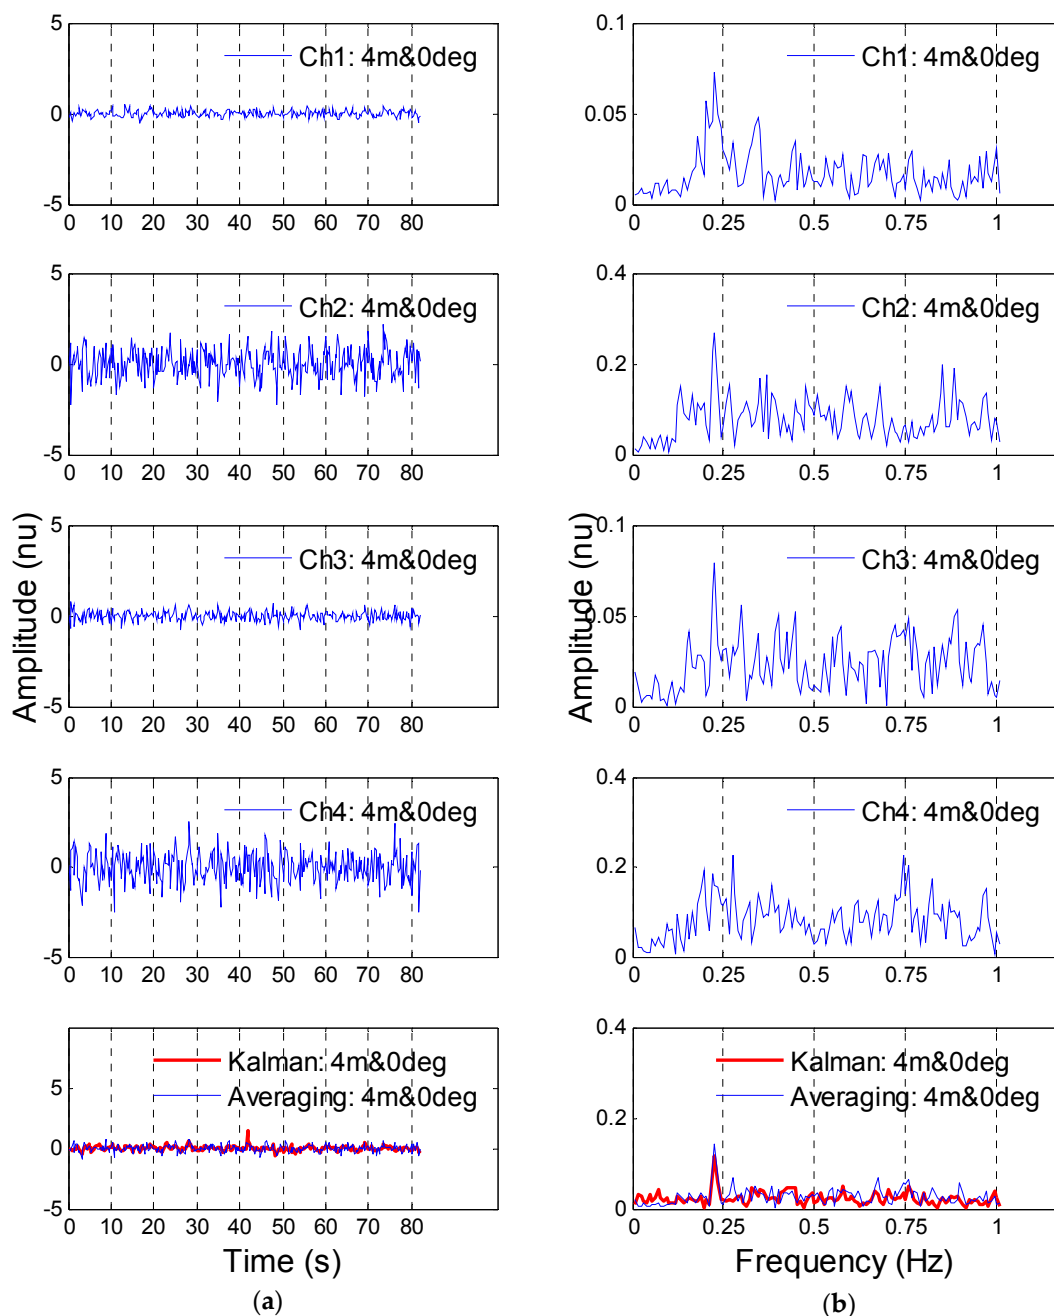 5
0
-5
0 10 20 30 40 50 60 70 80
Ch1: 4m&0deg
0.1
0.05
0
0 0.25 0.5 0.75 1
Ch1: 4m&0deg
5
0
-5
0 10 20 30 40 50 60 70 80
Ch2: 4m&0deg
0.4
0.2
0
0 0.25 0.5 0.75 1
Ch2: 4m&0deg
5
0
-5
0 10 20 30 40 50 60 70 80
Ch3: 4m&0deg
Amplitude (nu)
0.1
0.05
0
0 0.25 0.5 0.75 1
Ch3: 4m&0deg
Amplitude (nu)
5
0
-5
0 10 20 30 40 50 60 70 80
Ch4: 4m&0deg
0.4
0.2
0
0 0.25 0.5 0.75 1
Ch4: 4m&0deg
5
0
-5
0 10 20 30 40 50 60 70 80
Kalman: 4m&0deg
Averaging: 4m&0deg
Time (s)
(a)
0.4
0.2
0
0 0.25 0.5 0.75 1
Kalman: 4m&0deg
Averaging: 4m&0deg
Frequency (Hz)
(b)